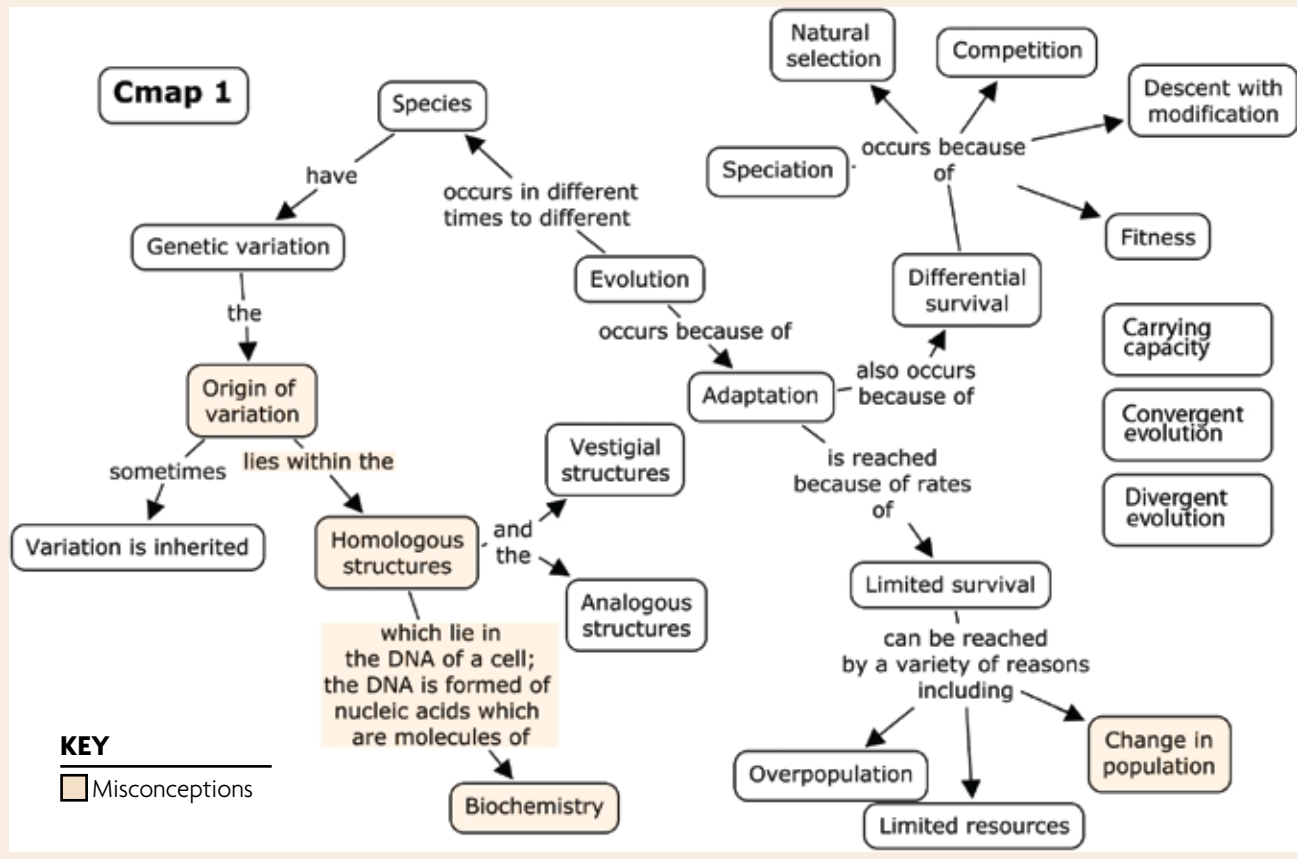 Cmap 1
Species
have
Genetic variation
the
Origin of
variation
sometimes
Variation is inherited
lies within the
Homologous
structures
and
the
Vestigial
structures
Analogous
structures
which lie in
the DNA of a cell;
the DNA is formed of
nucleic acids which
are molecules of
Biochemistry
occurs in different
times to different
Evolution
occurs because of
Adaptation
also occurs
because of
Differential
survival
occurs because
of
Speciation
Natural
selection
Competition
Descent with
modification
Fitness
is reached
because of rates
of
Limited survival
can be reached
by a variety of reasons
including
Overpopulation
Limited resources
Change in
population
Carrying
capacity
Convergent
evolution
Divergent
evolution
KEY
Misconceptions